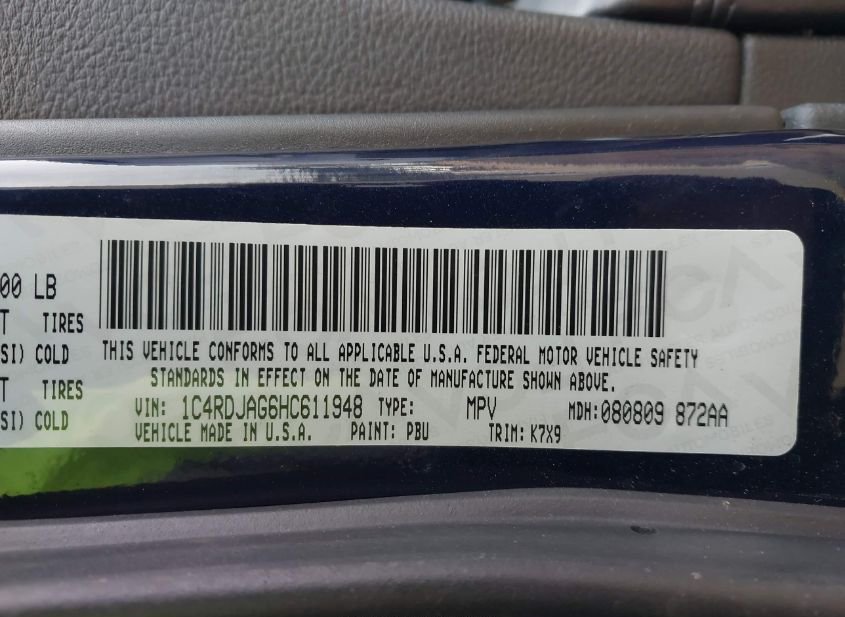 00 LB
T TIRES
SI) COLD
T TIRES
SI) COLD
THIS VEHICLE CONFORMS TO ALL APPLICABLE U.S.A. FEDERAL MOTOR VEHICLE SAFETY
STANDARDS IN EFFECT ON THE DATE OF MANUFACTURE SHOWN ABOVE.
VIN: 1C4RDJAG6HC611948 TYPE: MPV MDH:080809 872AA
VEHICLE MADE IN U.S.A. PAINT: PBU TRIM: K7X9